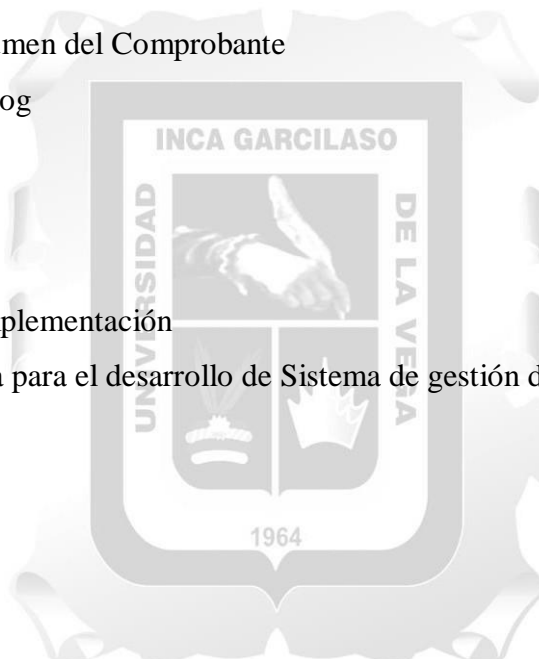 men del Comprobante
og
INCA GARCILASO
UNIVERSIDAD
DE LA VEGA
plementación
para el desarrollo de Sistema de gestión d
1964